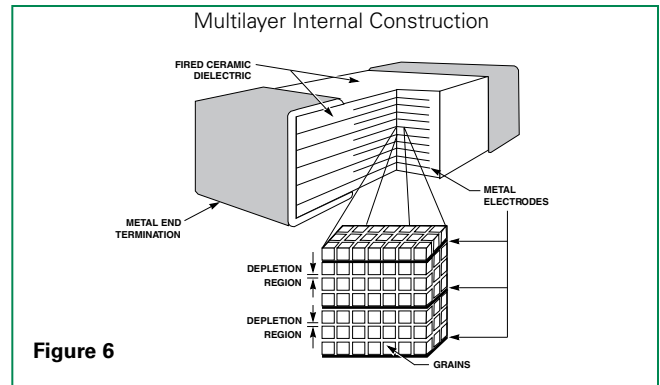 Multilayer Internal Construction
FIRED CERAMIC
DIELECTRIC
METAL
ELECTRODES
METAL END
TERMINATION
DEPLETION
REGION
DEPLETION
REGION
GRAINS
Figure 6